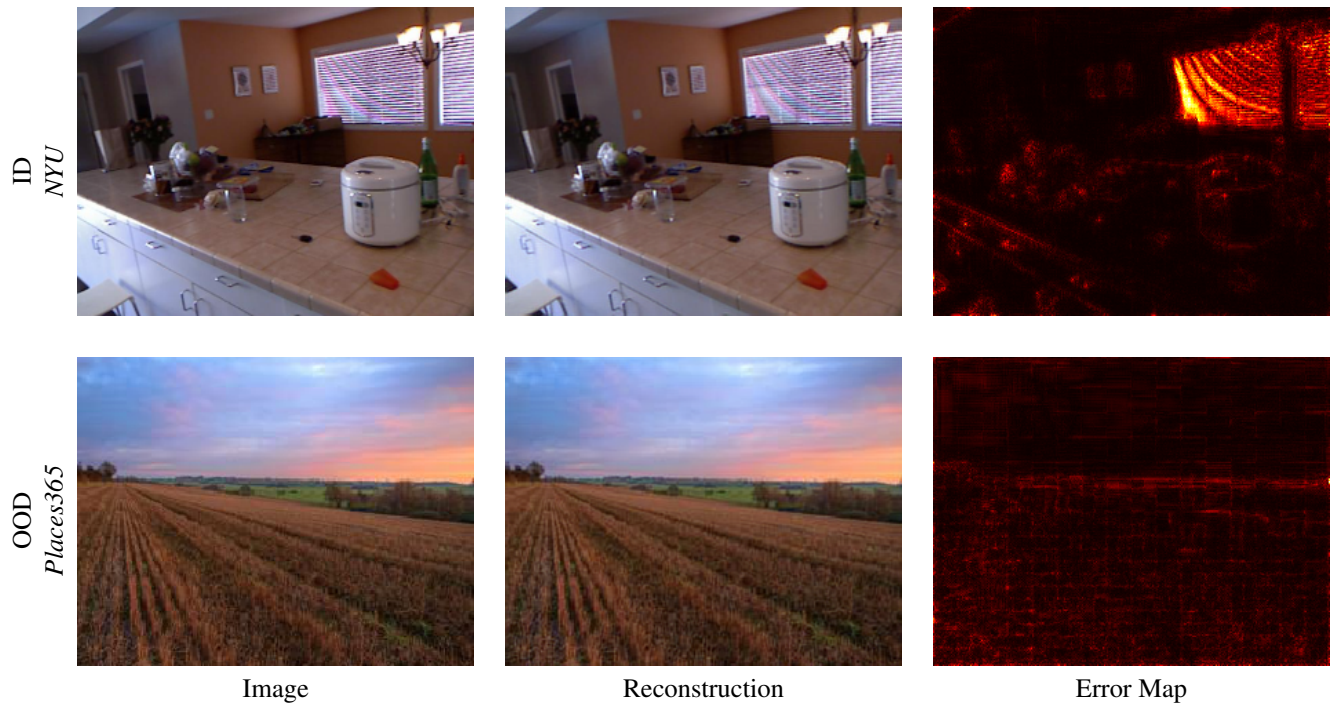 ID
NYU
OOD
Places365
Image
Reconstruction
Error Map